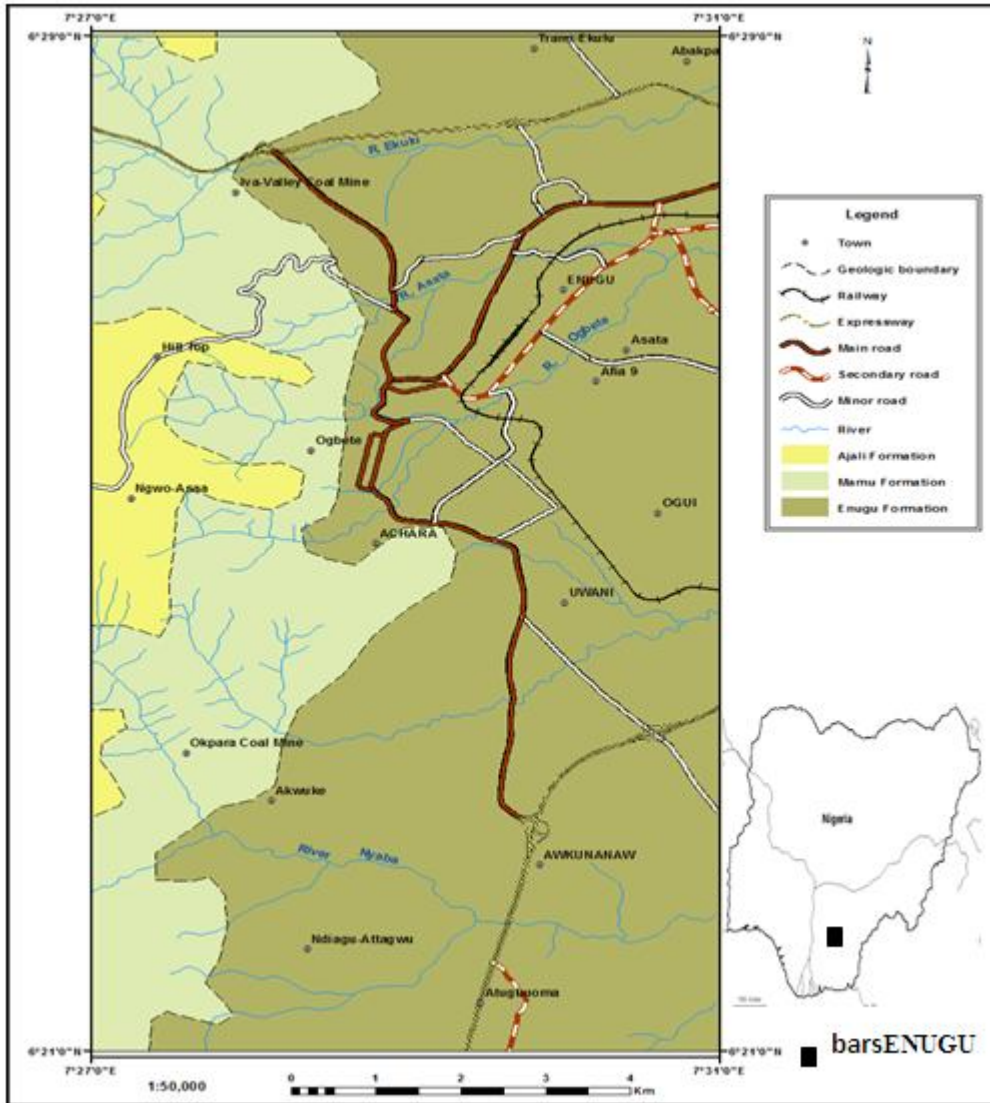 7°27'0"E
7°31'0"E
6°29'0"N
6°29'0"N
N
Trans-Ekulu
Abakpa
R, Ekulu
Iva-Valley Coal Mine
R, Asata
ENUGU
R, Ogbete
Asata
Afia 9
Hill Top
Ogbete
Ngwo-Asaa
OGUI
ACHARA
UWANI
Okpara Coal Mine
Akwuke
River Nyaba
AWKUNANAW
Ndiagu-Attagwu
Legend
Town
Geologic boundary
Railway
Expressway
Main road
Secondary road
Minor road
River
Ajali Formation
Mamu Formation
Enugu Formation
Nigeria
barsENUGU
6°21'0"N
6°21'0"N
7°27'0"E
7°31'0"E
1:50,000
0 1 2 3 4
Km